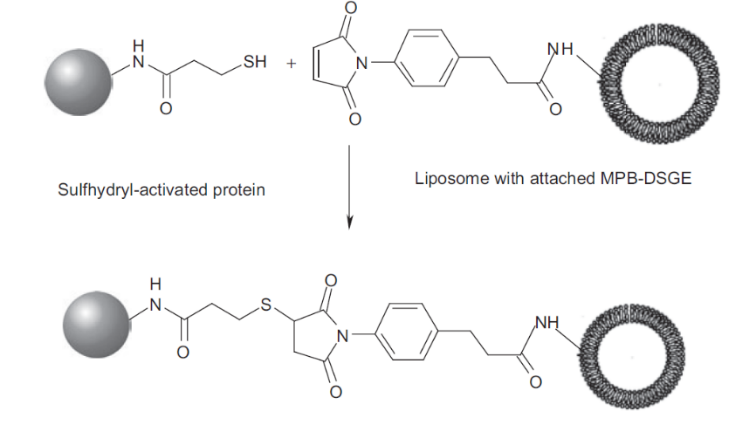 O
H
N
SH
+
N
NH
O
O
O
Sulfhydryl-activated protein
Liposome with attached MPB-DSGE
H
N
S
O
N
NH
O
O
O